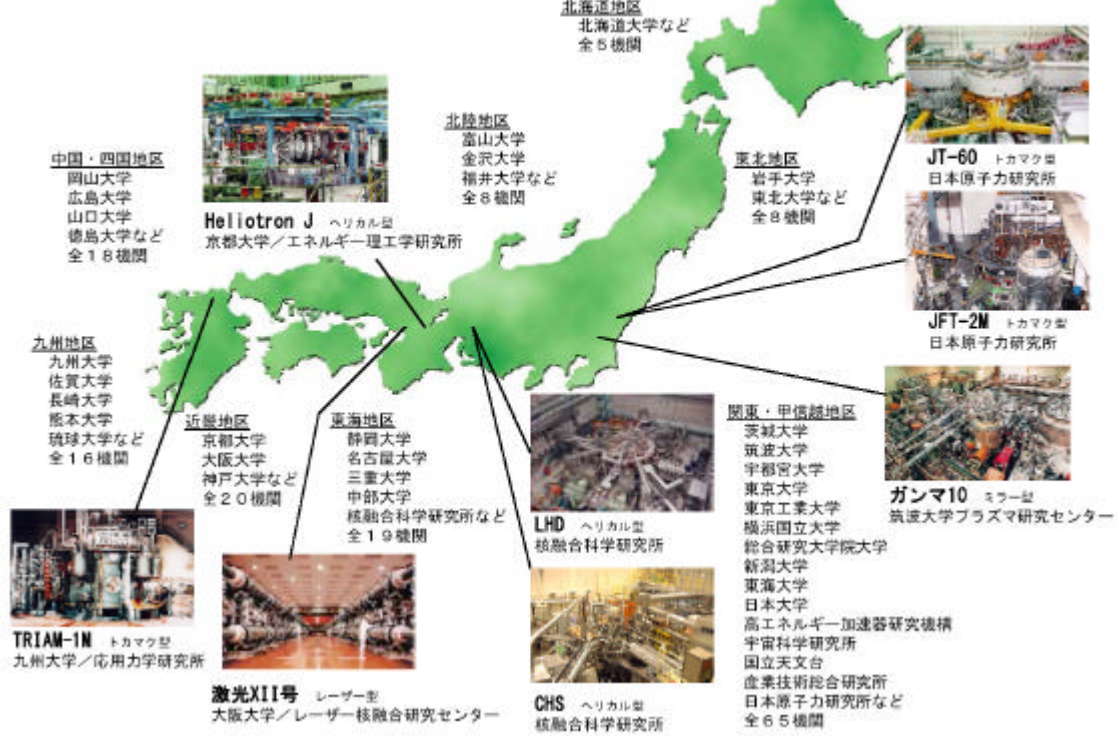 北海道地区
北海道大学など
全5機関
JT-60 トカマク型
日本原子力研究所
北陸地区
富山大学
金沢大学
福井大学など
全8機関
東北地区
岩手大学
東北大学など
全8機関
中国・四国地区
岡山大学
広島大学
山口大学
徳島大学など
全18機関
Heliotron J ヘリカル型
京都大学/エネルギー理工学研究所
JFT-2M トカマク型
日本原子力研究所
九州地区
九州大学
佐賀大学
長崎大学
熊本大学
琉球大学など
全16機関
近畿地区
京都大学
大阪大学
神戸大学など
全20機関
東海地区
静岡大学
名古屋大学
三重大学
中部大学
核融合科学研究所など
全19機関
LHD ヘリカル型
核融合科学研究所
関東・甲信越地区
茨城大学
筑波大学
宇都宮大学
東京大学
東京工業大学
横浜国立大学
総合研究大学院大学
新潟大学
東海大学
日本大学
高エネルギー加速器研究機構
宇宙科学研究所
国立天文台
産業技術総合研究所
日本原子力研究所など
全65機関
ガンマ10 ミラー型
筑波大学プラズマ研究センター
TRIAM-1M トカマク型
九州大学/応用力学研究所
激光XII号 レーザー型
大阪大学/レーザー核融合研究センター
CHS ヘリカル型
核融合科学研究所